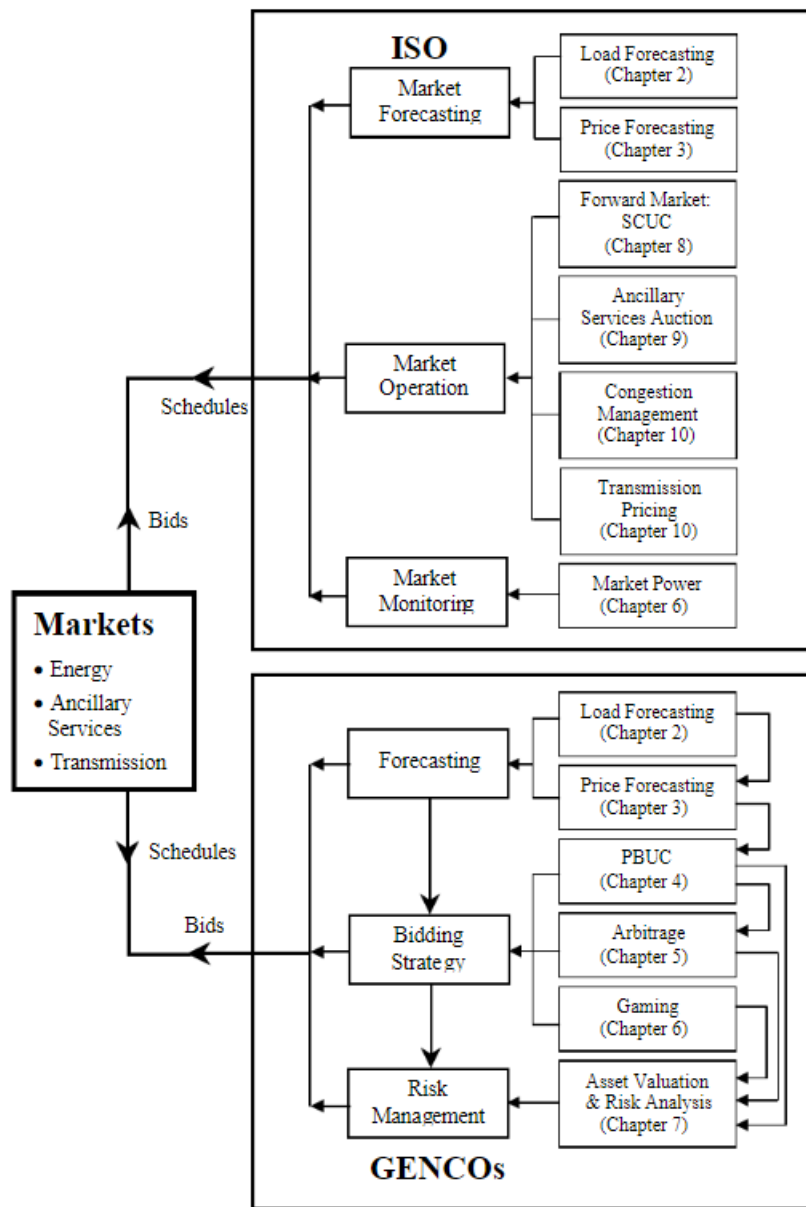 ISO
Market
Forecasting
Load Forecasting
(Chapter 2)
Price Forecasting
(Chapter 3)
Market
Operation
Forward Market:
SCUC
(Chapter 8)
Ancillary
Services Auction
(Chapter 9)
Congestion
Management
(Chapter 10)
Transmission
Pricing
(Chapter 10)
Market
Monitoring
Market Power
(Chapter 6)
Schedules
Bids
Markets
• Energy
• Ancillary
Services
• Transmission
Schedules
Bids
Forecasting
Load Forecasting
(Chapter 2)
Price Forecasting
(Chapter 3)
Bidding
Strategy
PBUC
(Chapter 4)
Arbitrage
(Chapter 5)
Gaming
(Chapter 6)
Risk
Management
Asset Valuation
& Risk Analysis
(Chapter 7)
GENCOs